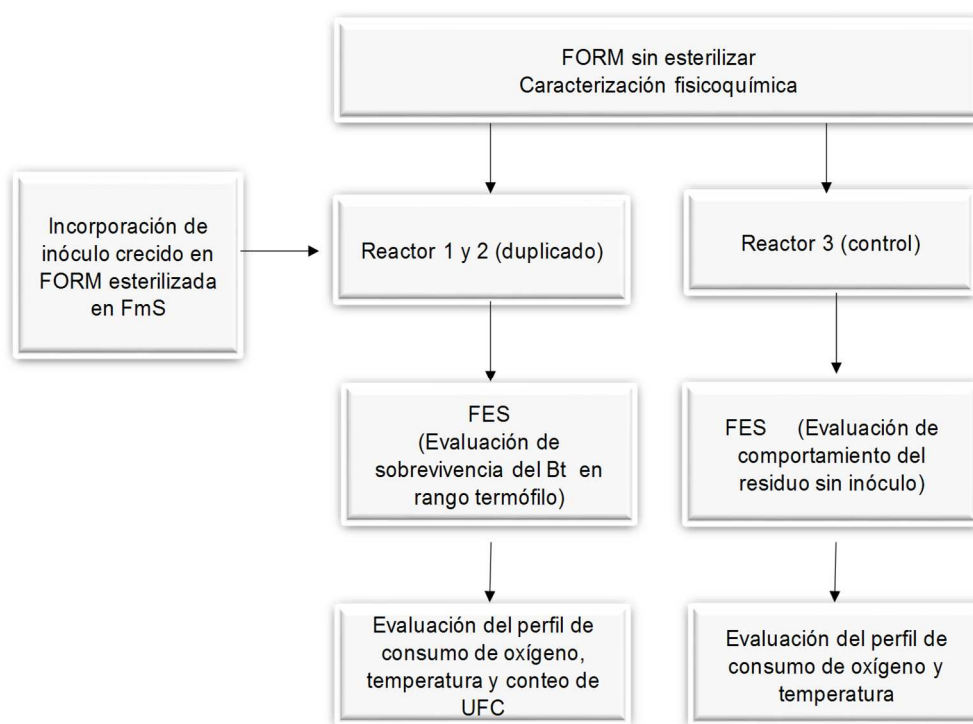 FORM sin esterilizar
Caracterización fisicoquímica
Incorporación de
inóculo crecido en
FORM esterilizada
en FmS
Reactor 1 y 2 (duplicado)
Reactor 3 (control)
FES
(Evaluación de
sobrevivencia del Bt en
rango termófilo)
FES (Evaluación de
comportamiento del
residuo sin inóculo)
Evaluación del perfil de
consumo de oxígeno,
temperatura y conteo de
UFC
Evaluación del perfil de
consumo de oxígeno y
temperatura